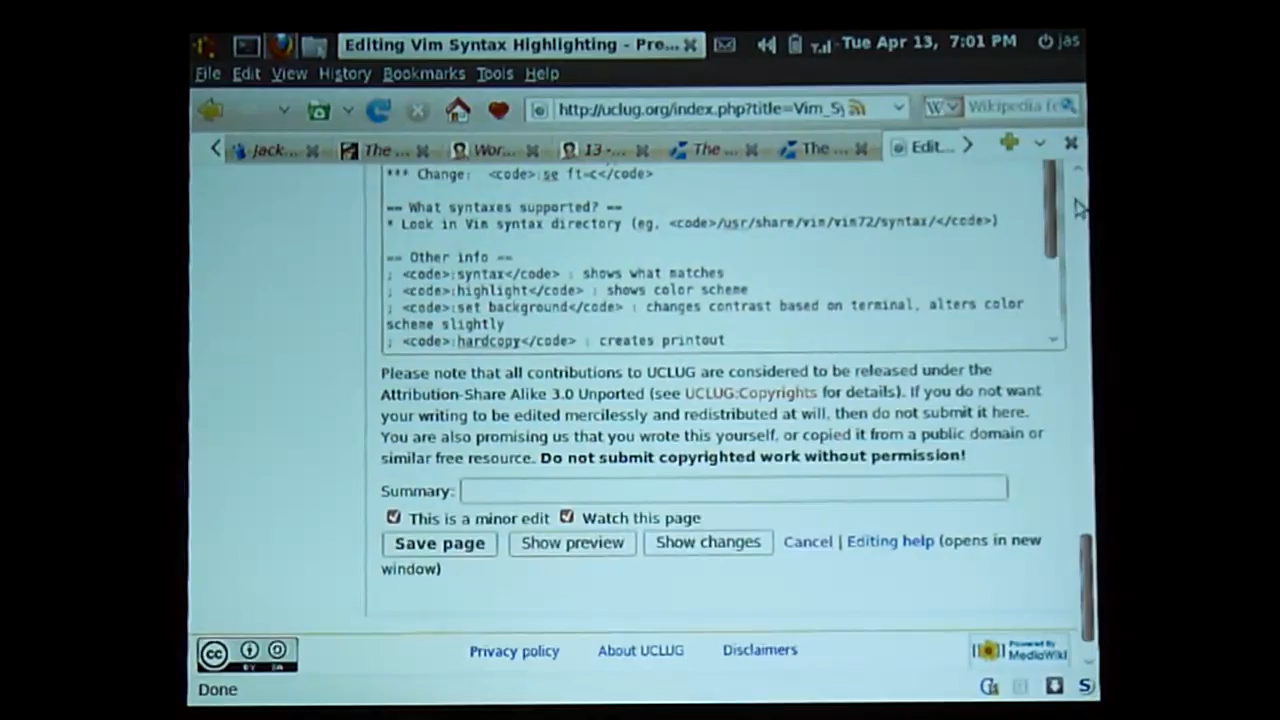 Editing Vim Syntax Highlighting - Pre...
Tue Apr 13, 7:01 PM
jas
File Edit View History Bookmarks Tools Help
http://uclug.org/index.php?title=Vim_Sy
W
Wikipedia (e
Jack... The ... Wor... 13 -... The ... The ... Edit...
*** Change: <code>:se ft=c</code>
== What syntaxes supported? ==
* Look in Vim syntax directory (eg. <code>/usr/share/vim/vim72/syntax/</code>)
== Other info ==
; <code>:syntax</code> : shows what matches
; <code>:highlight</code> : shows color scheme
; <code>:set background</code> : changes contrast based on terminal, alters color
scheme slightly
; <code>:hardcopy</code> : creates printout
Please note that all contributions to UCLUG are considered to be released under the
Attribution-Share Alike 3.0 Unported (see UCLUG:Copyrights for details). If you do not want
your writing to be edited mercilessly and redistributed at will, then do not submit it here.
You are also promising us that you wrote this yourself, or copied it from a public domain or
similar free resource. Do not submit copyrighted work without permission!
Summary:
This is a minor edit Watch this page
Save page Show preview Show changes Cancel | Editing help (opens in new
window)
cc BY SA
Privacy policy About UCLUG Disclaimers
Powered By
MediaWiki
Done